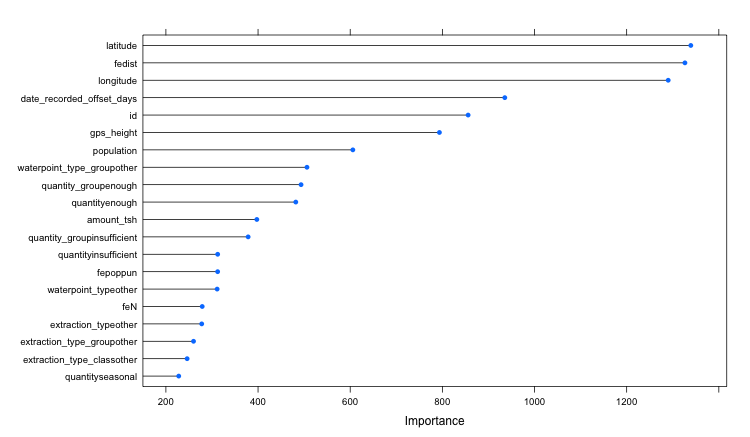 latitude
fedist
longitude
date_recorded_offset_days
id
gps_height
population
waterpoint_type_groupother
quantity_groupenough
quantityenough
amount_tsh
quantity_groupinsufficient
quantityinsufficient
fepoppun
waterpoint_typeother
feN
extraction_typeother
extraction_type_groupother
extraction_type_classother
quantityseasonal
200 400 600 800 1000 1200
Importance